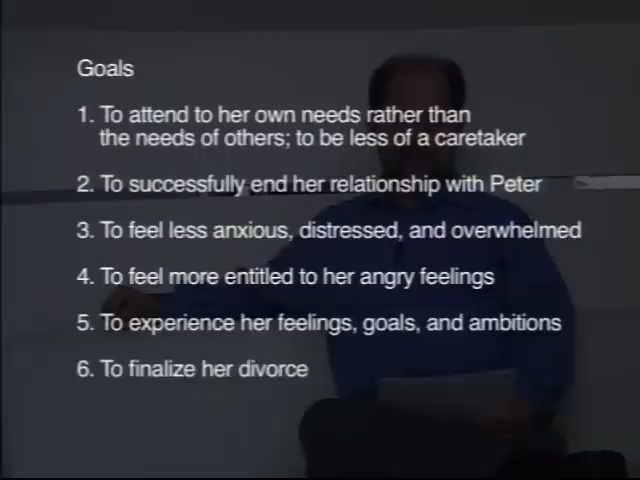 Goals
1. To attend to her own needs rather than
the needs of others; to be less of a caretaker
2. To successfully end her relationship with Peter
3. To feel less anxious, distressed, and overwhelmed
4. To feel more entitled to her angry feelings
5. To experience her feelings, goals, and ambitions
6. To finalize her divorce